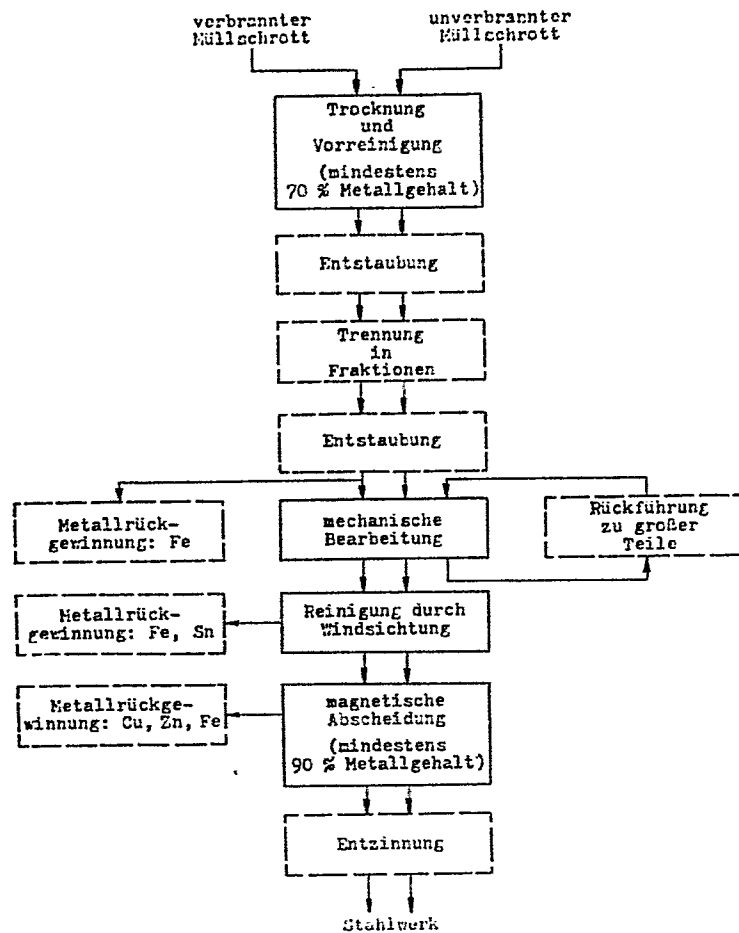 verbrannter
Müllschrott
unverbrannter
Müllschrott
Trocknung
und
Vorreinigung
(mindestens
70 % Metallgehalt)
Entstaubung
Trennung
in
Fraktionen
Entstaubung
Metallrück-
gewinnung: Fe
mechanische
Bearbeitung
Rückführung
zu großer
Teile
Metallrück-
gewinnung: Fe, Sn
Reinigung durch
Windsichtung
Metallrückge-
winnung: Cu, Zn, Fe
magnetische
Abscheidung
(mindestens
90 % Metallgehalt)
Entzinnung
Stahlwerk